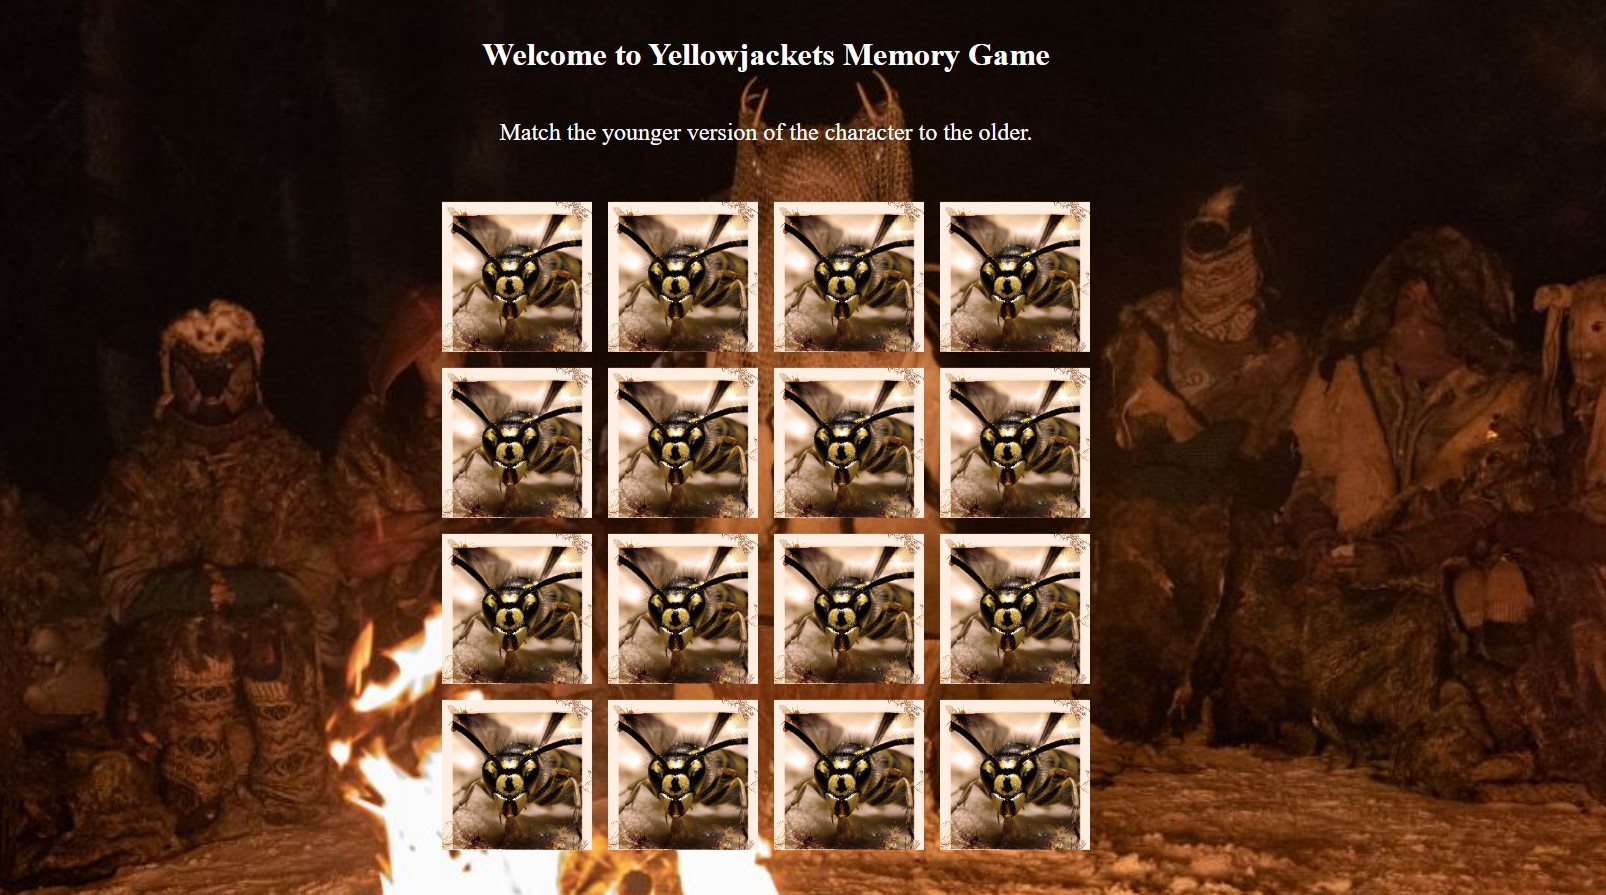 Welcome to Yellowjackets Memory Game
Match the younger version of the character to the older.